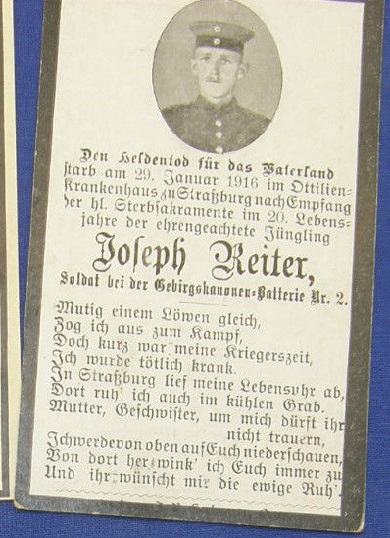 Den Heldentod für das Vaterland
starb am 29. Januar 1916 im Ottilien-
Krankenhaus zu Straßburg nach Empfang
der hl. Sterbsakramente im 20. Lebens-
jahre der ehrengeachtete Jüngling
Joseph Reiter,
Soldat bei der Gebirgskanonen-Batterie Nr. 2.
Mutig einem Löwen gleich,
Zog ich aus zum Kampf,
Doch kurz war meine Kriegerszeit,
Ich wurde tötlich krank.
In Straßburg lief meine Lebensuhr ab,
Dort ruh' ich auch im kühlen Grab.
Mutter, Geschwister, um mich dürft ihr
nicht trauern,
Ich werde von oben auf Euch niederschauen,
Von dort her wink' ich Euch immer zu
Und ihr wünscht mir die ewige Ruh'.